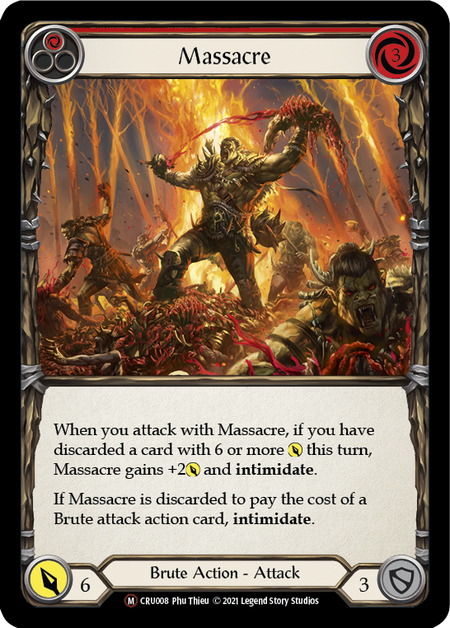 Massacre
3
When you attack with Massacre, if you have
discarded a card with 6 or more this turn,
Massacre gains +2 and intimidate.
If Massacre is discarded to pay the cost of a
Brute attack action card, intimidate.
6
Brute Action - Attack
3
M CRU008 Phu Thieu © 2021 Legend Story Studios